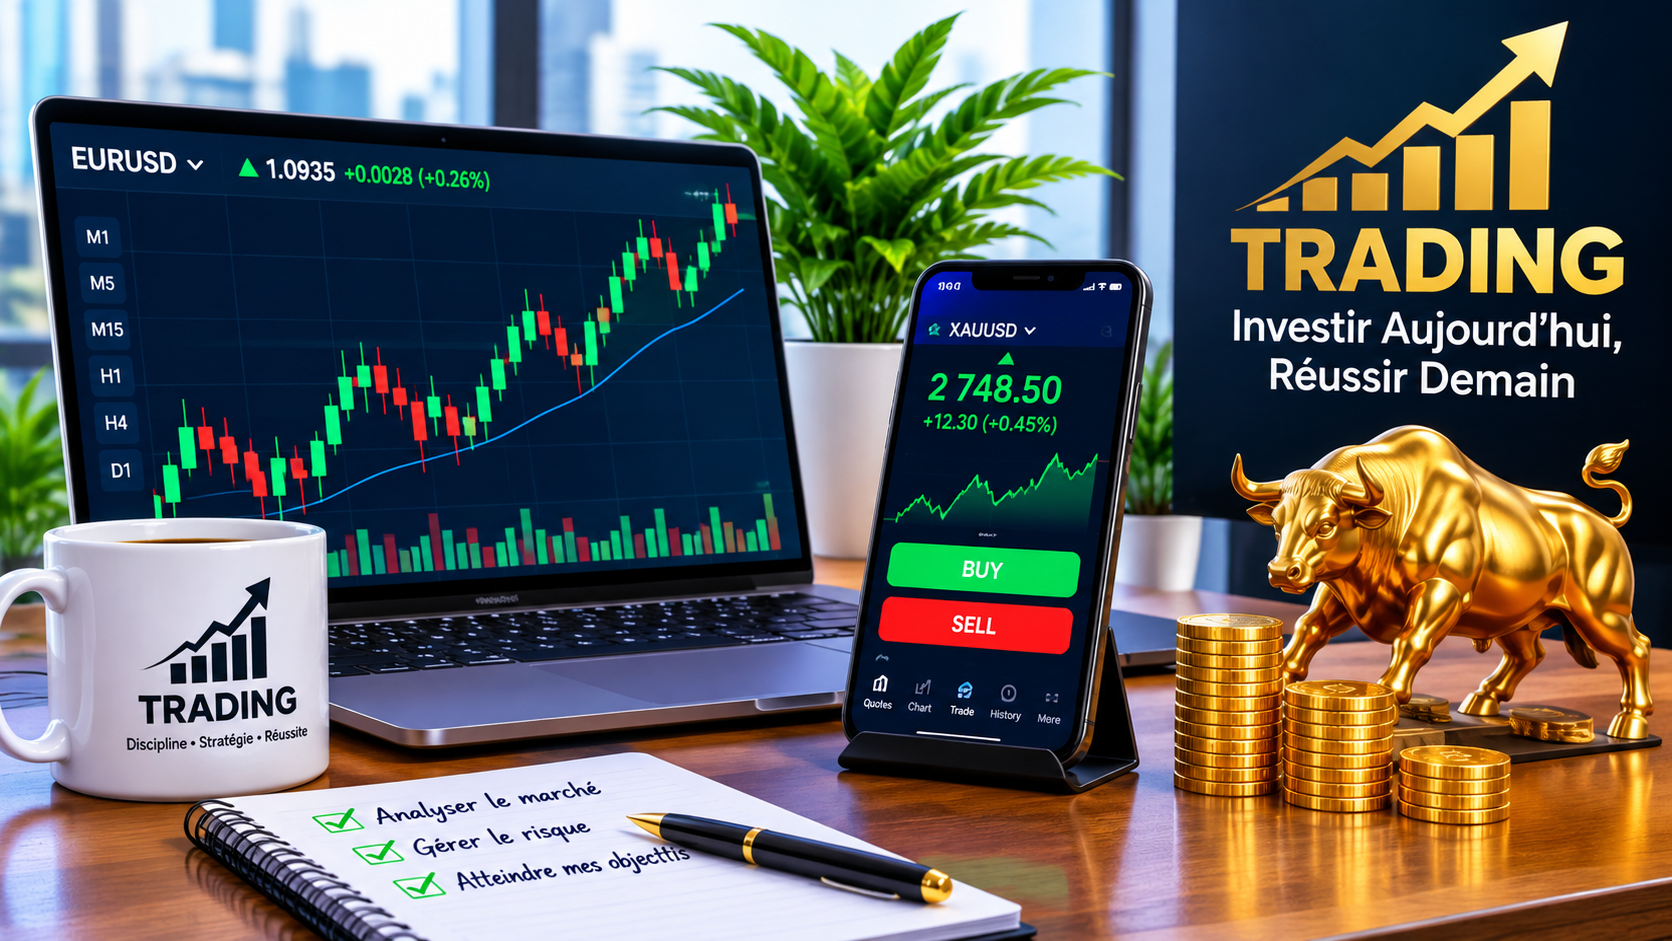 EURUSD
1.0935 +0.0028 (+0.26%)
M1
M5
M15
H1
H4
D1
XAUUSD
2 748.50
+12.30 (+0.45%)
BUY
SELL
Quotes Chart Trade History Mere
TRADING
Investir Aujourd'hui,
Réussir Demain
TRADING
Discipline • Stratégie • Réussite
Analyser le marché
Gérer le risque
Atteindre mes objecttis